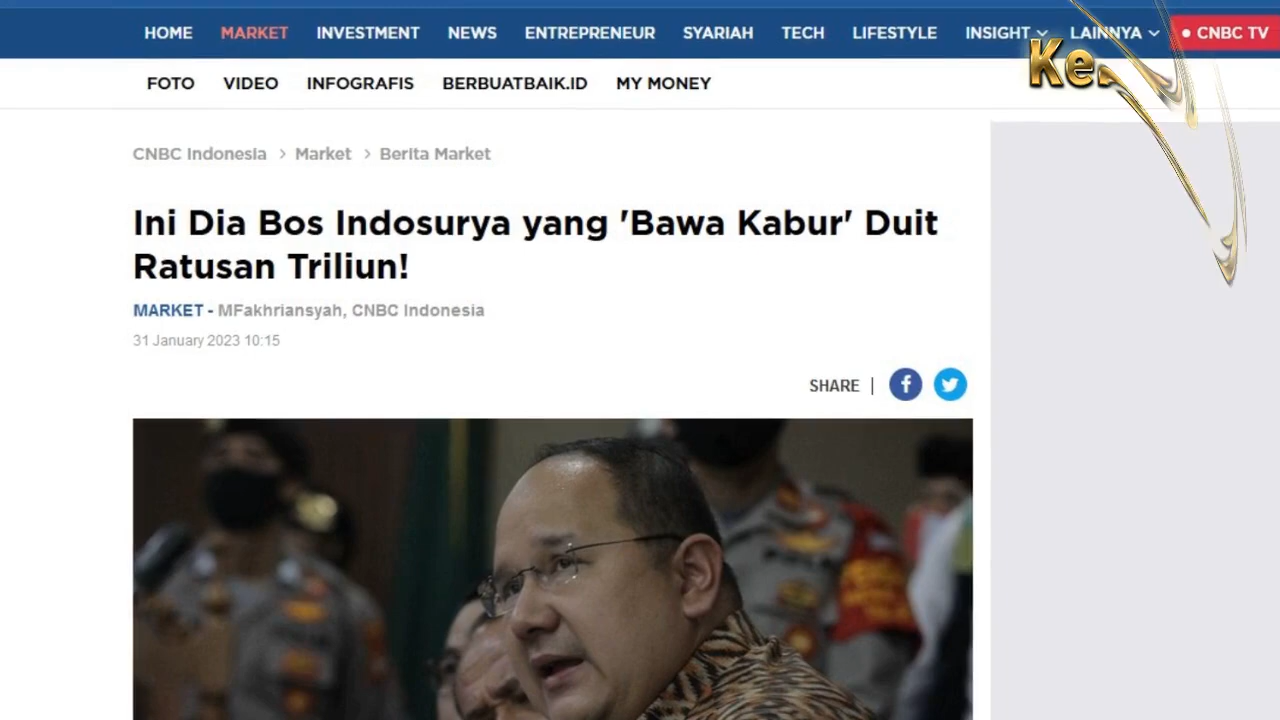 HOME MARKET INVESTMENT NEWS ENTREPRENEUR SYARIAH TECH LIFESTYLE INSIGHT LAINNYA CNBC TV
FOTO VIDEO INFOGRAFIS BERBUATBAIK.ID MY MONEY
CNBC Indonesia > Market > Berita Market
Ini Dia Bos Indosurya yang 'Bawa Kabur' Duit
Ratusan Triliun!
MARKET - MFakhriansyah, CNBC Indonesia
31 January 2023 10:15
SHARE |